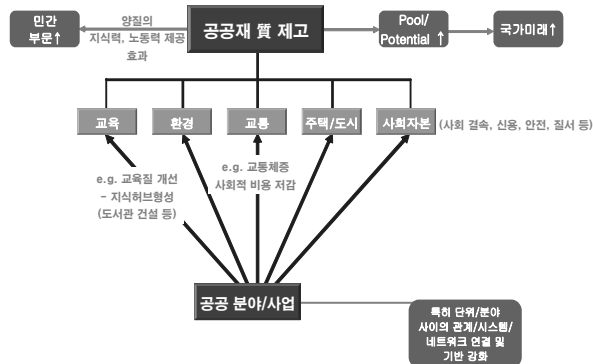 민간
부문↑
양질의
지식력, 노동력 제공
효과
공공재 質 제고
Pool/
Potential ↑
국가미래↑
교육
환경
교통
주택/도시
사회자본
(사회 결속, 신용, 안전, 질서 등)
e.g. 교육질 개선
- 지식허브형성
(도서관 건설 등)
e.g. 교통체증
사회적 비용 저감
공공 분야/사업
특히 단위/분야
사이의 관계/시스템/
네트워크 연결 및
기반 강화